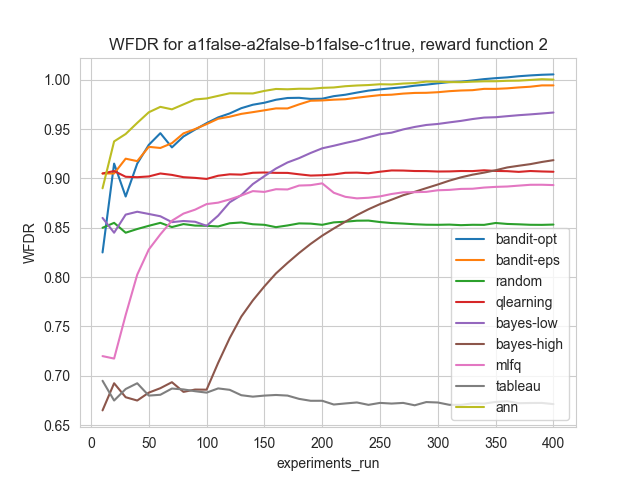 WFDR for a1false-a2false-b1false-c1true, reward function 2
1.00
0.95
0.90
0.85
0.80
0.75
0.70
0.65
WFDR
0
50
100
150
200
250
300
350
400
experiments_run
bandit-opt
bandit-eps
random
qlearning
bayes-low
bayes-high
mlfq
tableau
ann